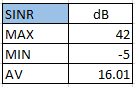 SINR dB
MAX 42
MIN -5
AV 16.01